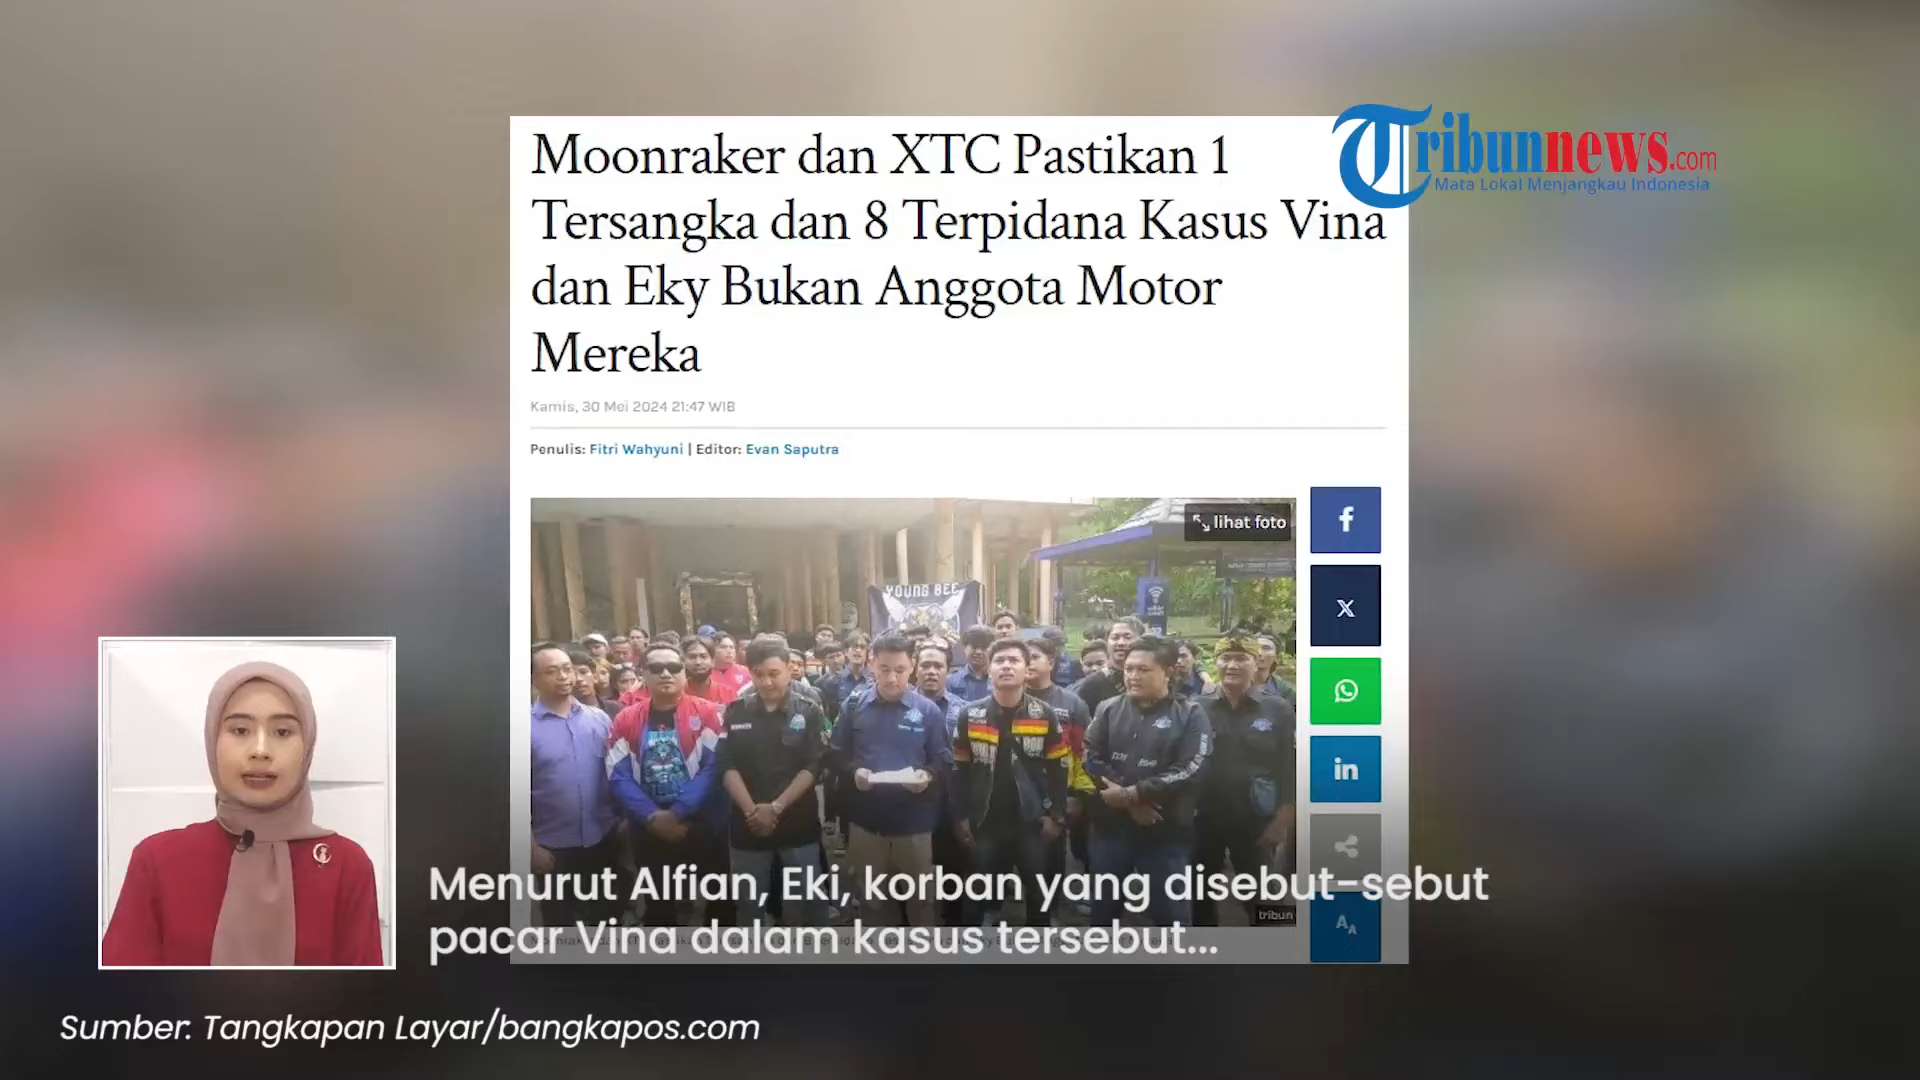 Moonraker dan XTC Pastikan 1
Tersangka dan 8 Terpidana Kasus Vina
dan Eky Bukan Anggota Motor
Mereka
Kamis, 30 Mei 2024 21:47 WIB
Penulis: Fitri Wahyuni | Editor: Evan Saputra
Tribunnews.com
Mata Lokal Menjangkau Indonesia
lihat foto
YOUNG BEE
tribun
Menurut Alfian, Eki, korban yang disebut-sebut
pacar Vina dalam kasus tersebut...
Sumber: Tangkapan Layar/bangkapos.com